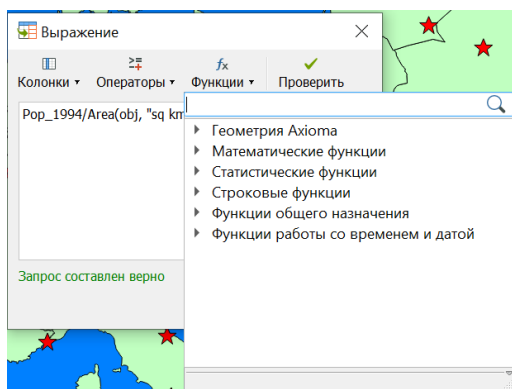 Выражение
Колонки Операторы Функции Проверить
Pop_1994/Area(obj, "sq km
Геометрия Axioma
Математические функции
Статистические функции
Строковые функции
Функции общего назначения
Функции работы со временем и датой
Запрос составлен верно